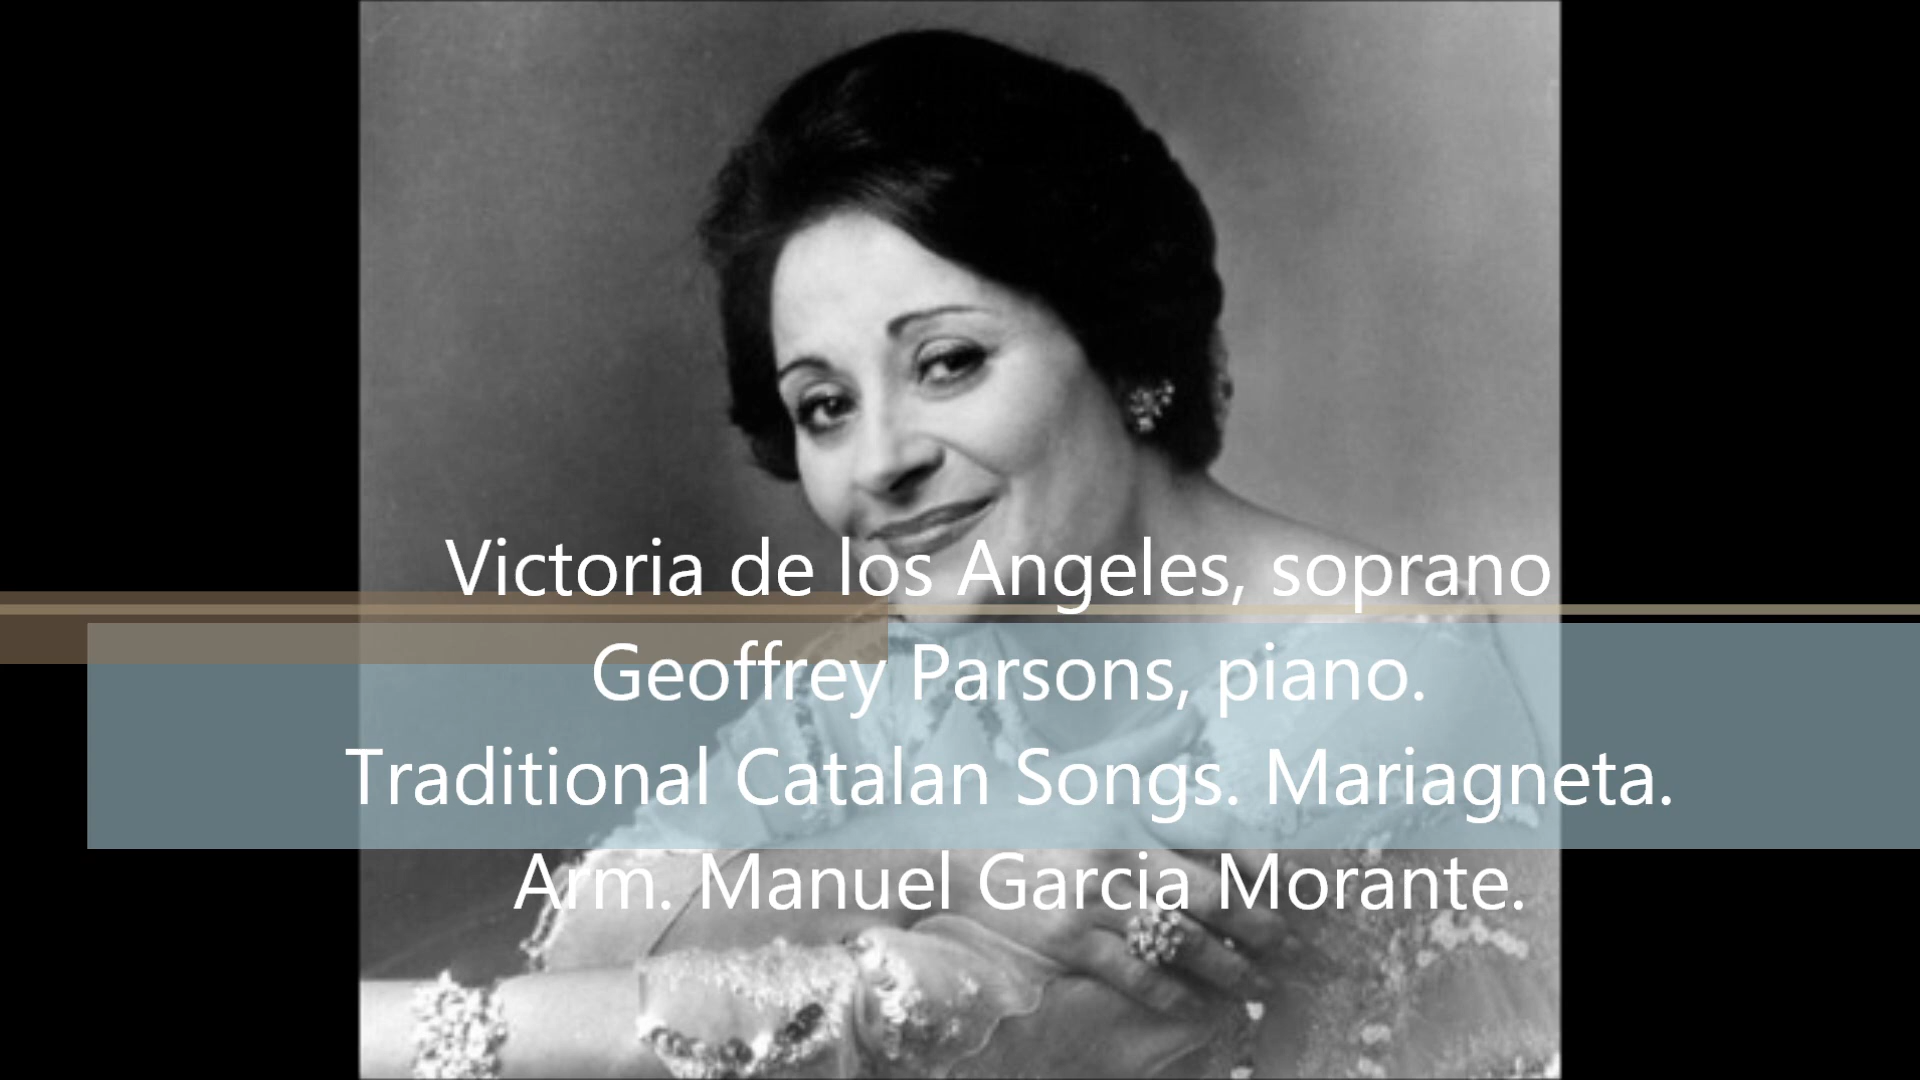 Victoria de los Angeles, soprano
Geoffrey Parsons, piano.
Traditional Catalan Songs. Mariagneta.
Arm. Manuel Garcia Morante.